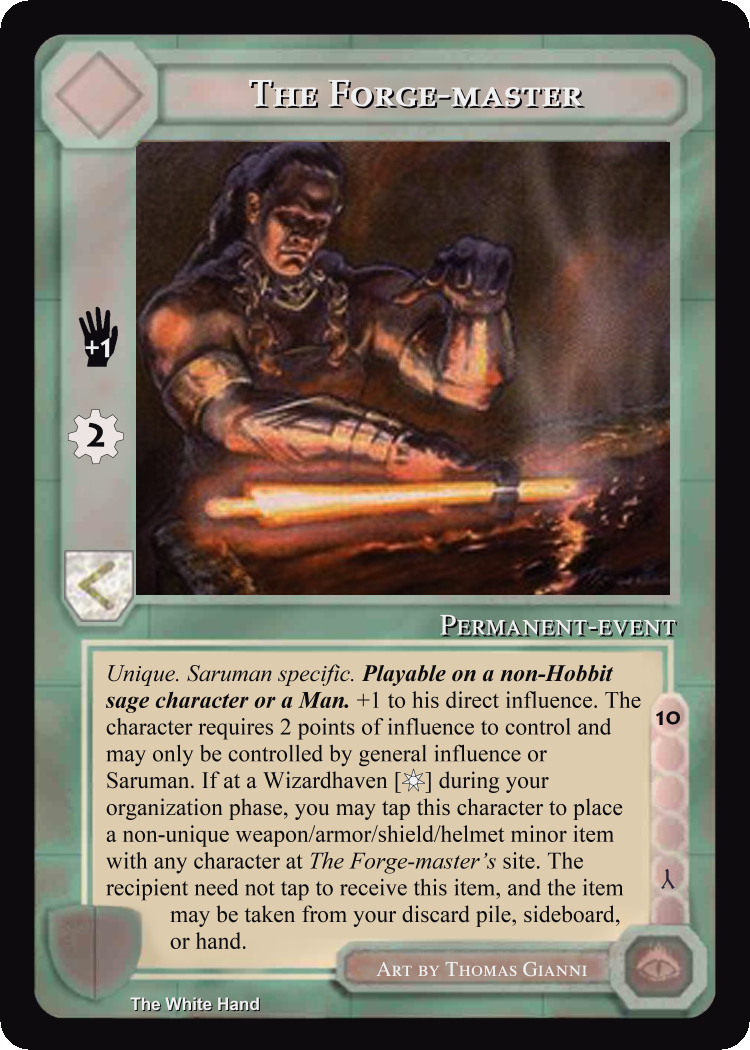 The Forge-master
+1
2
Permanent-event
Unique. Saruman specific. Playable on a non-Hobbit
sage character or a Man. +1 to his direct influence. The
character requires 2 points of influence to control and
may only be controlled by general influence or
Saruman. If at a Wizardhaven [] during your
organization phase, you may tap this character to place
a non-unique weapon/armor/shield/helmet minor item
with any character at The Forge-master's site. The
recipient need not tap to receive this item, and the item
may be taken from your discard pile, sideboard,
or hand.
10
Art by Thomas Gianni
The White Hand